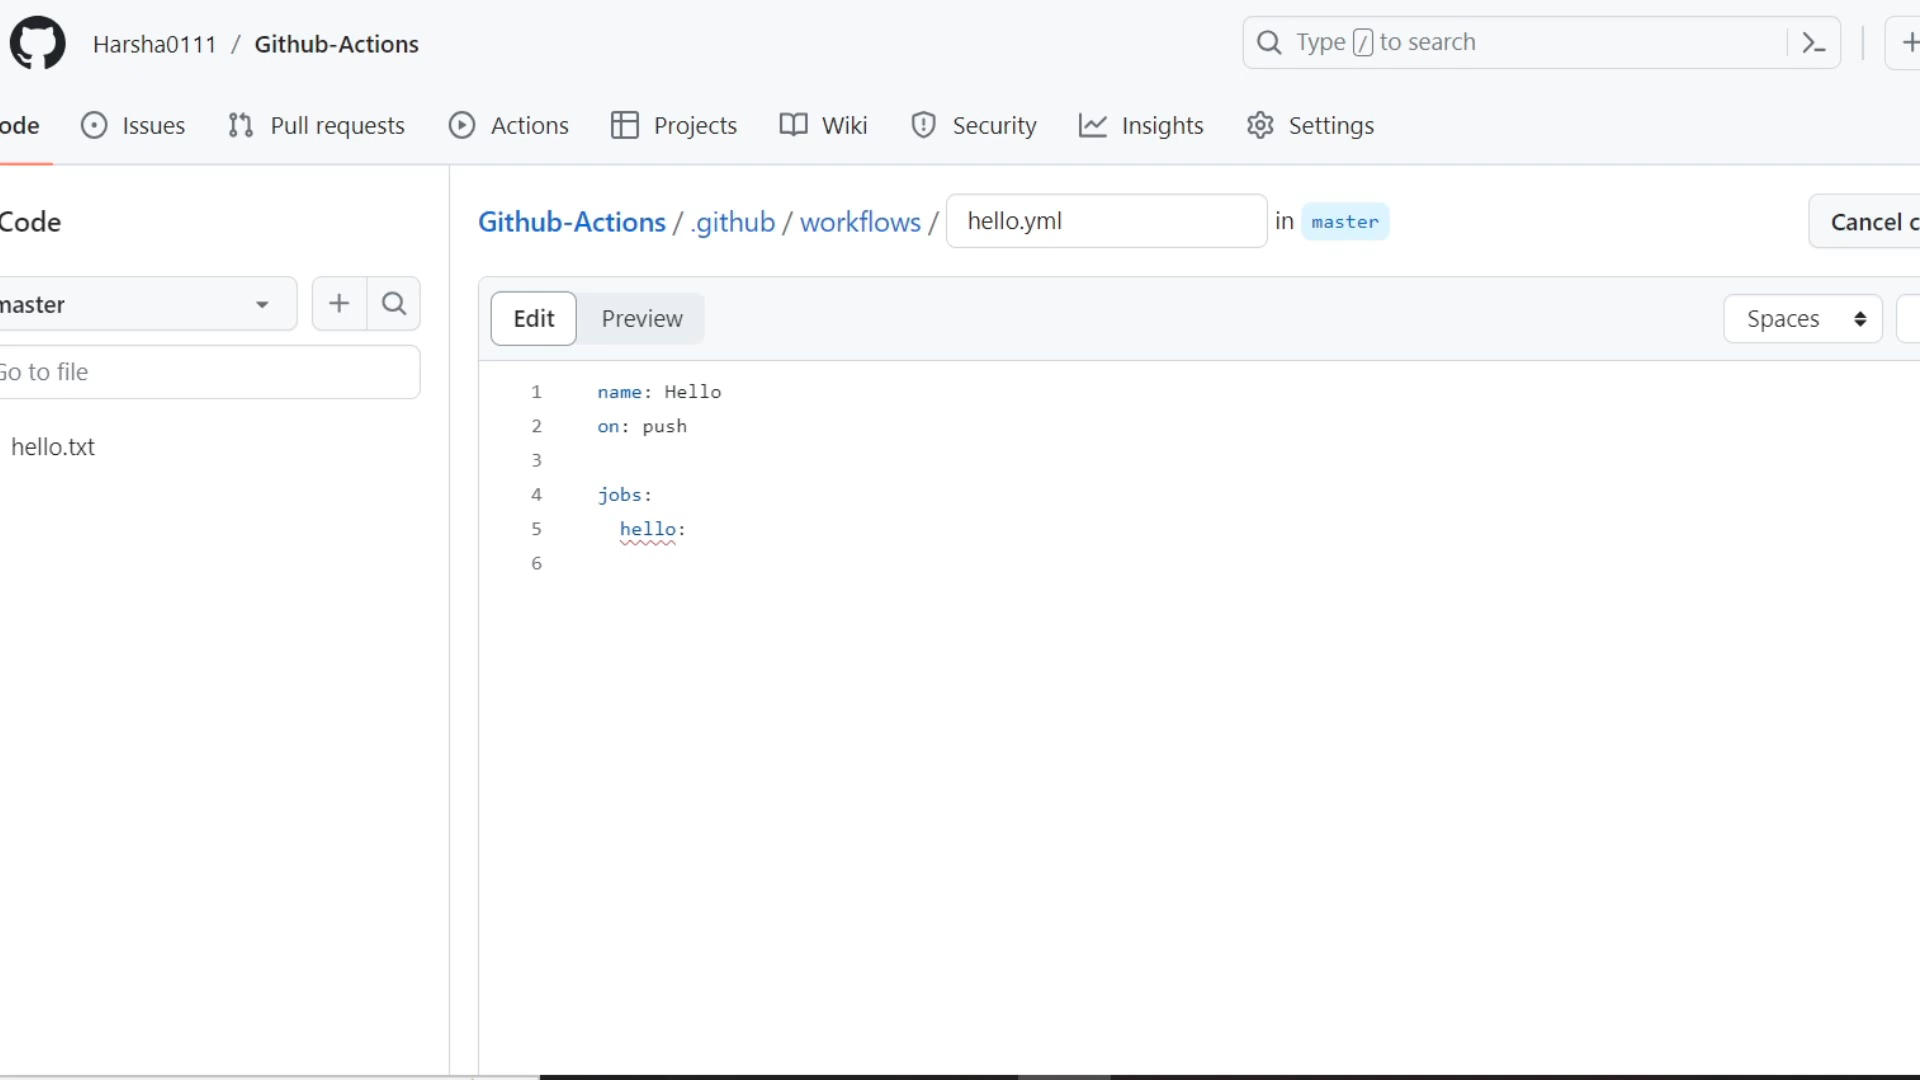 Harsha0111 / Github-Actions
Type / to search
ode
Issues
Pull requests
Actions
Projects
Wiki
Security
Insights
Settings
Code
Github-Actions / .github / workflows / hello.yml in master
Cancel c
master
Go to file
hello.txt
Edit
Preview
Spaces
1 name: Hello
2 on: push
3
4 jobs:
5 hello:
6